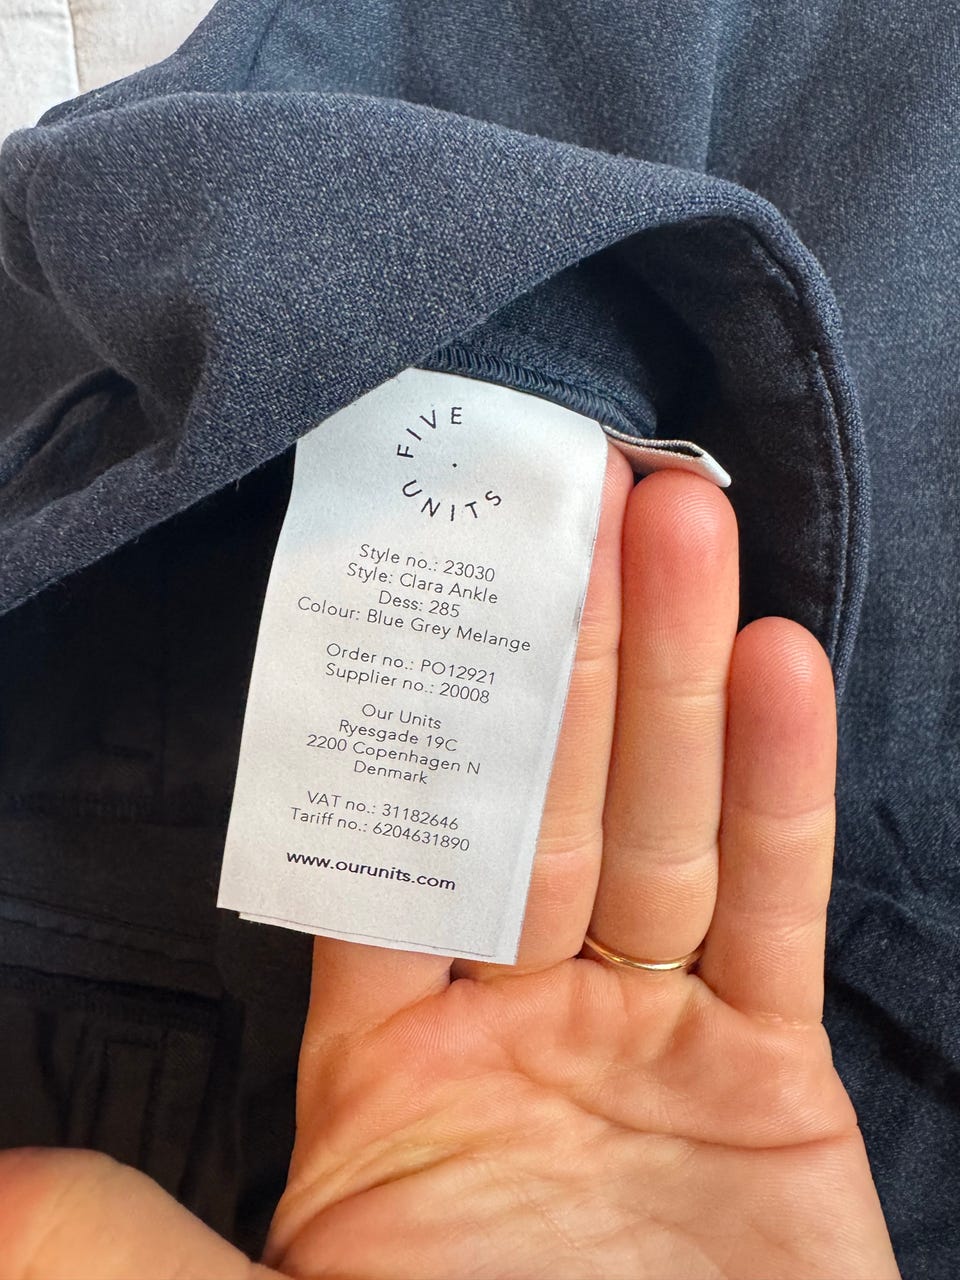 FIVE
UNITS
Style no.: 23030
Style: Clara Ankle
Dess: 285
Colour: Blue Grey Melange
Order no.: PO12921
Supplier no.: 20008
Our Units
Ryesgade 19C
2200 Copenhagen N
Denmark
VAT no.: 31182646
Tariff no.: 6204631890
www.ourunits.com